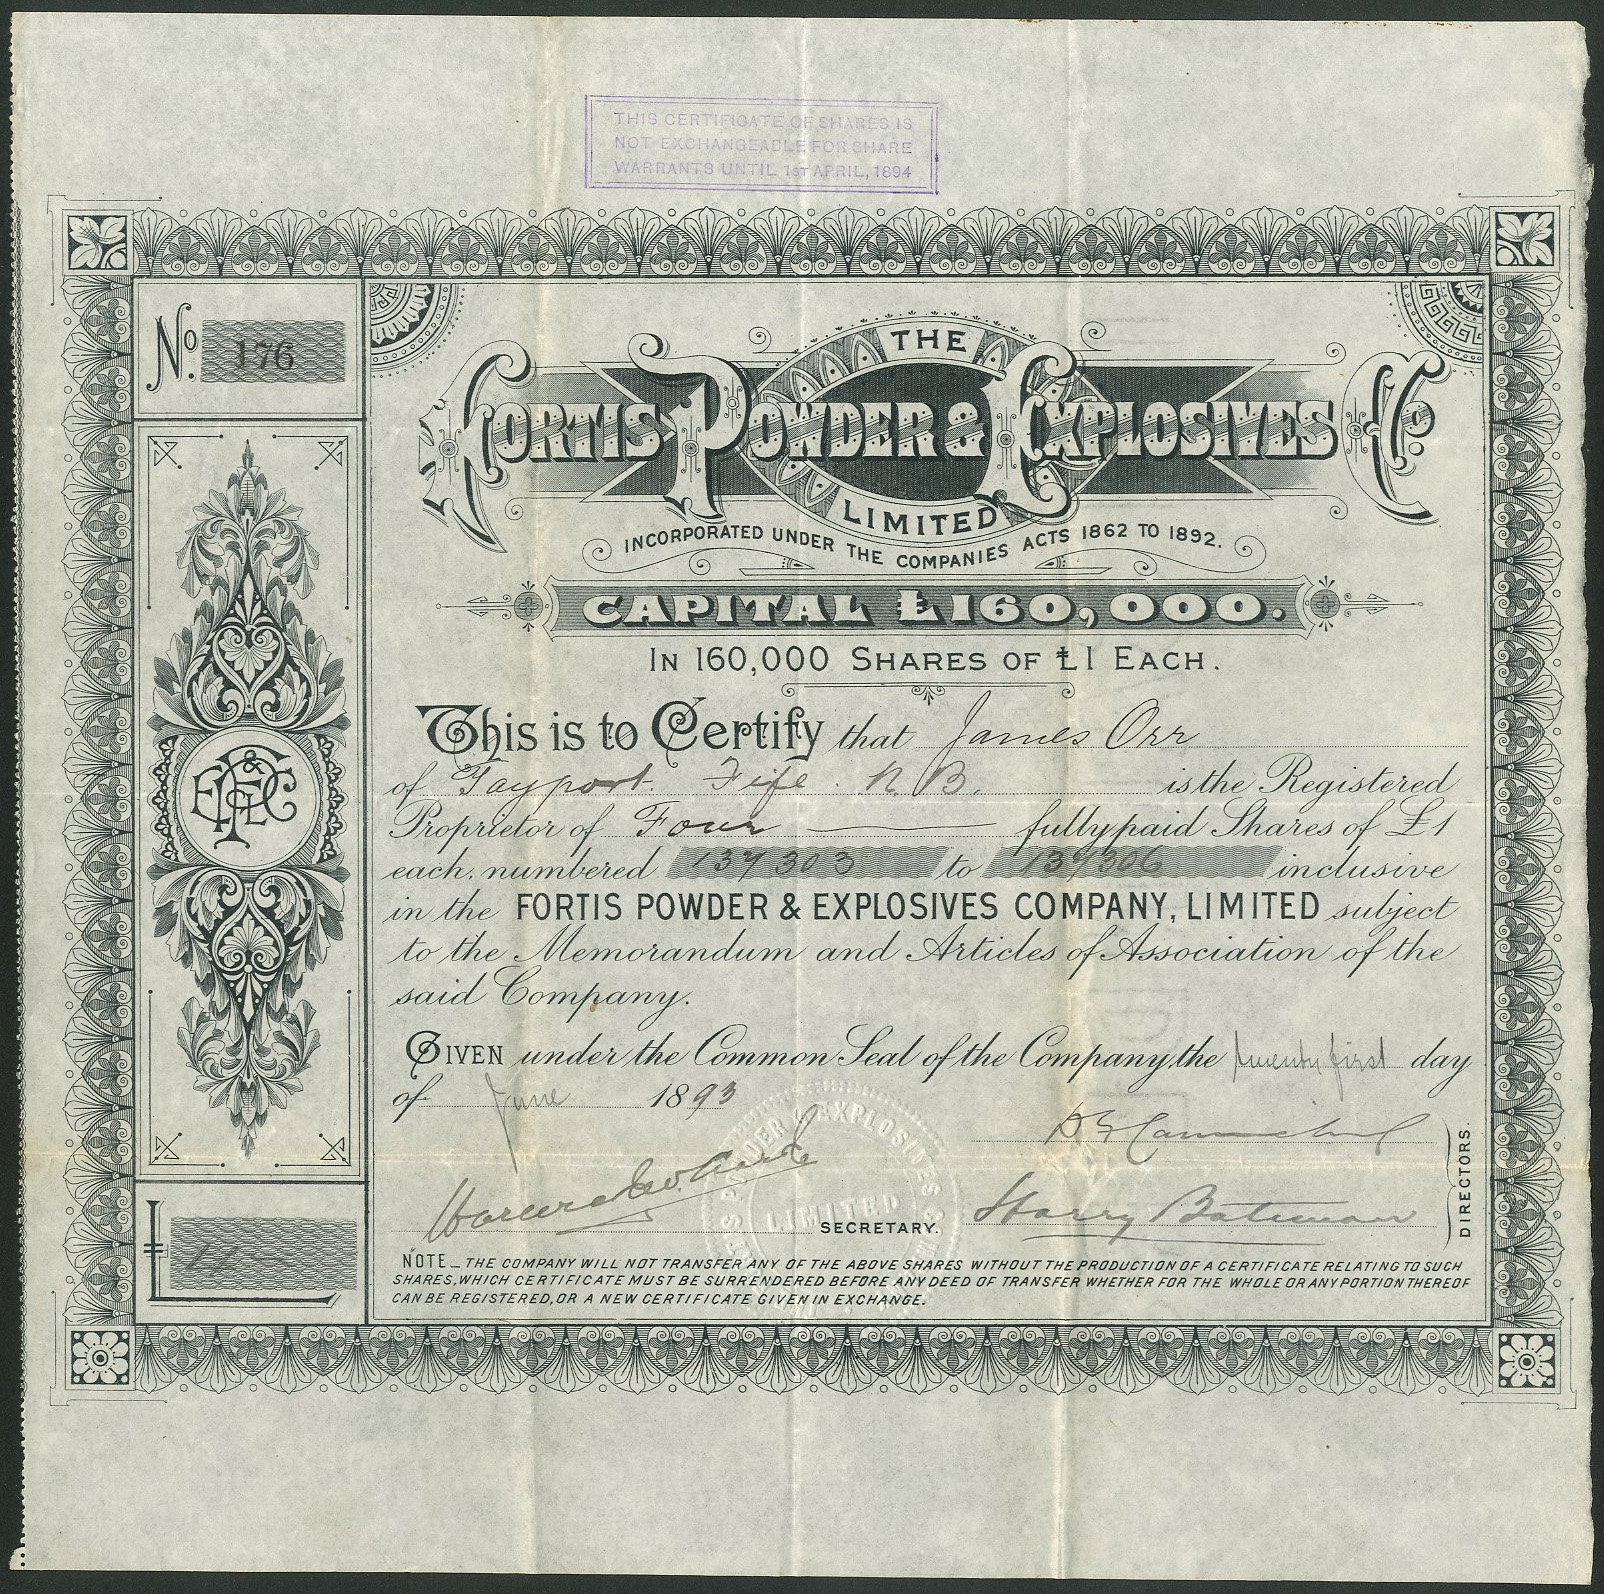 THIS CERTIFICATE OF SHARES IS
NOT EXCHANGEABLE FOR SHARE
WARRANTS UNTIL 1ST APRIL, 1894
No. 176
THE
FORTIS POWDER & EXPLOSIVES Co.
LIMITED
INCORPORATED UNDER THE COMPANIES ACTS 1862 TO 1892.
CAPITAL £160,000.
IN 160,000 SHARES OF £1 EACH.
This is to Certify that James Orr
of Tayport. Fife. N.B. is the Registered
Proprietor of Four fully paid Shares of £1
each, numbered 137303 to 137306 inclusive
in the FORTIS POWDER & EXPLOSIVES COMPANY, LIMITED subject
to the Memorandum and Articles of Association of the
said Company.
GIVEN under the Common Seal of the Company, the twenty first day
of June 1893
POWDER & EXPLOSIVES
LIMITED
Harry Bateman
DIRECTORS.
SECRETARY.
£
NOTE_ THE COMPANY WILL NOT TRANSFER ANY OF THE ABOVE SHARES WITHOUT THE PRODUCTION OF A CERTIFICATE RELATING TO SUCH
SHARES, WHICH CERTIFICATE MUST BE SURRENDERED BEFORE ANY DEED OF TRANSFER WHETHER FOR THE WHOLE OR ANY PORTION THEREOF
CAN BE REGISTERED, OR A NEW CERTIFICATE GIVEN IN EXCHANGE.